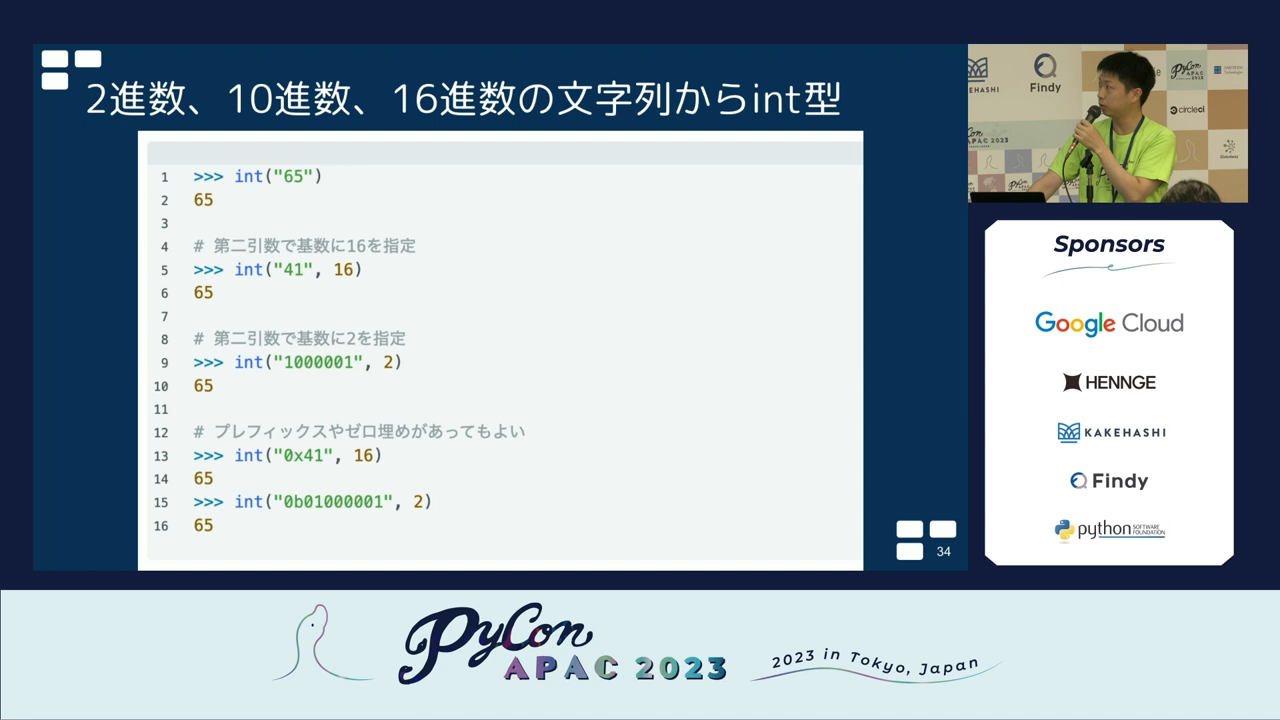 2進数、10進数、16進数の文字列からint型
1 >>> int("65")
2 65
3
4 # 第二引数で基数に16を指定
5 >>> int("41", 16)
6 65
7
8 # 第二引数で基数に2を指定
9 >>> int("1000001", 2)
10 65
11
12 # プレフィックスやゼロ埋めがあってもよい
13 >>> int("0x41", 16)
14 65
15 >>> int("0b01000001", 2)
16 65
34
Findy
circleci
Sponsors
Google Cloud
HENNGE
KAKEHASHI
Findy
python SOFTWARE FOUNDATION
PyCon
APAC 2023
2023 in Tokyo, Japan